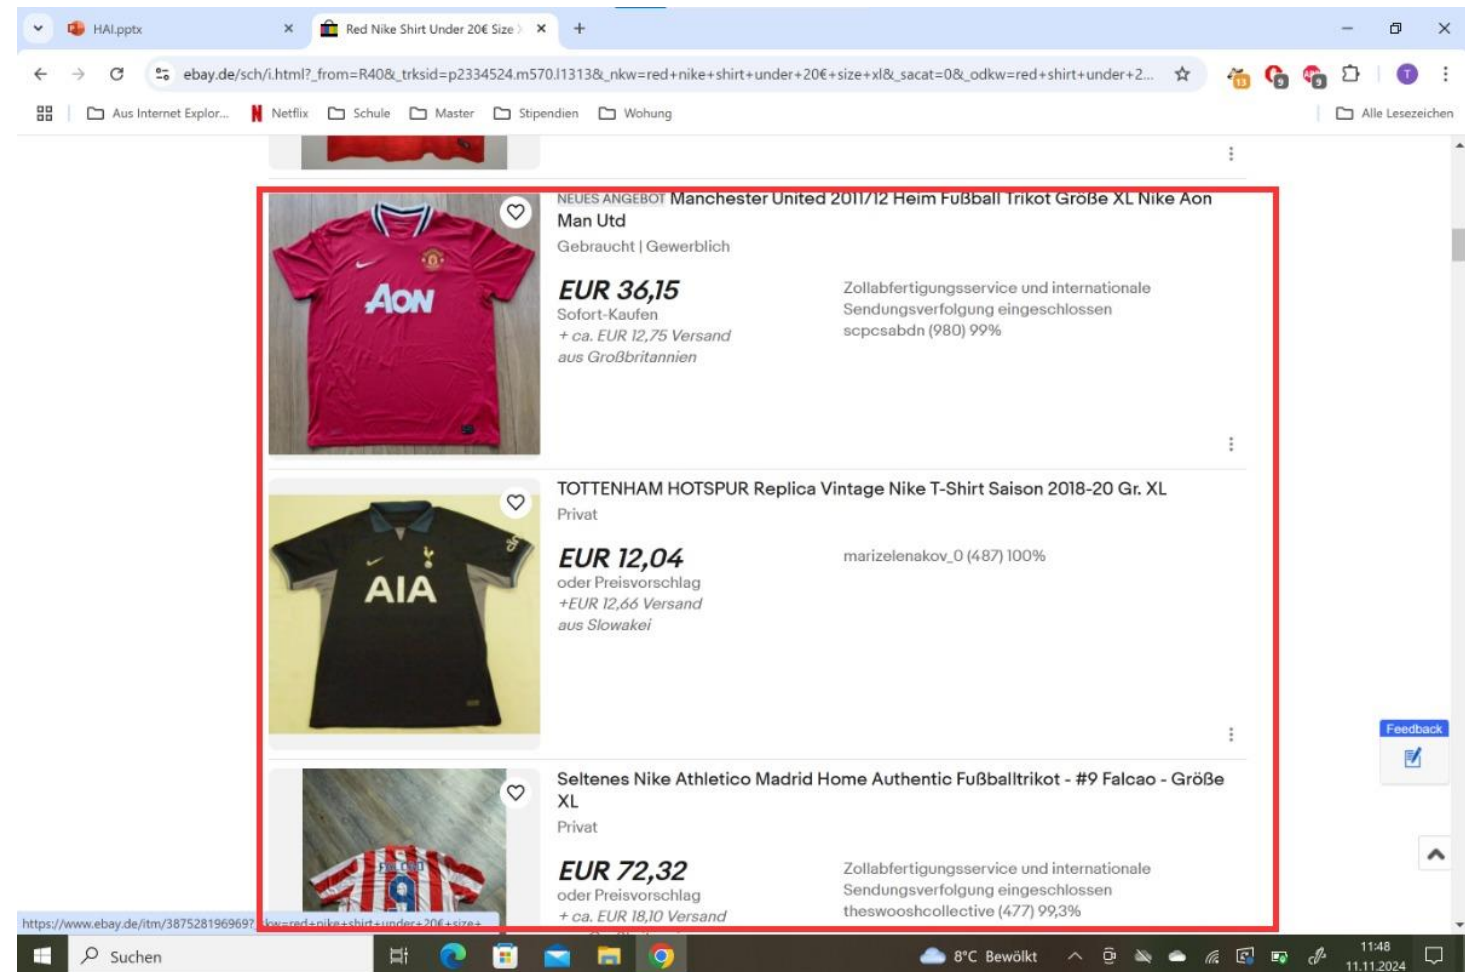 HAI.pptx
Red Nike Shirt Under 20€ Size
ebay.de/sch/i.html?_from=R40&_trksid=p2334524.m570.l1313&_nkw=red+nike+shirt+under+20€+size+xl&_sacat=0&_odkw=red+shirt+under+2...
13
9
9
T
Aus Internet Explor...
Netflix
Schule
Master
Stipendien
Wohung
Alle Lesezeichen
NEUES ANGEBOT Manchester United 2011/12 Heim Fußball Trikot Größe XL Nike Aon
Man Utd
Gebraucht | Gewerblich
AON
EUR 36,15
Sofort-Kaufen
+ ca. EUR 12,75 Versand
aus Großbritannien
Zollabfertigungsservice und internationale
Sendungsverfolgung eingeschlossen
scpcsabdn (980) 99%
TOTTENHAM HOTSPUR Replica Vintage Nike T-Shirt Saison 2018-20 Gr. XL
Privat
AIA
EUR 12,04
oder Preisvorschlag
+EUR 12,66 Versand
aus Slowakei
marizelenakov_0 (487) 100%
Feedback
Seltenes Nike Athletico Madrid Home Authentic Fußballtrikot - #9 Falcao - Größe
XL
Privat
FALCAO
9
EUR 72,32
oder Preisvorschlag
+ ca. EUR 18,10 Versand
Zollabfertigungsservice und internationale
Sendungsverfolgung eingeschlossen
theswooshcollective (477) 99,3%
Suchen
8°C Bewölkt
11:48
11.11.2024